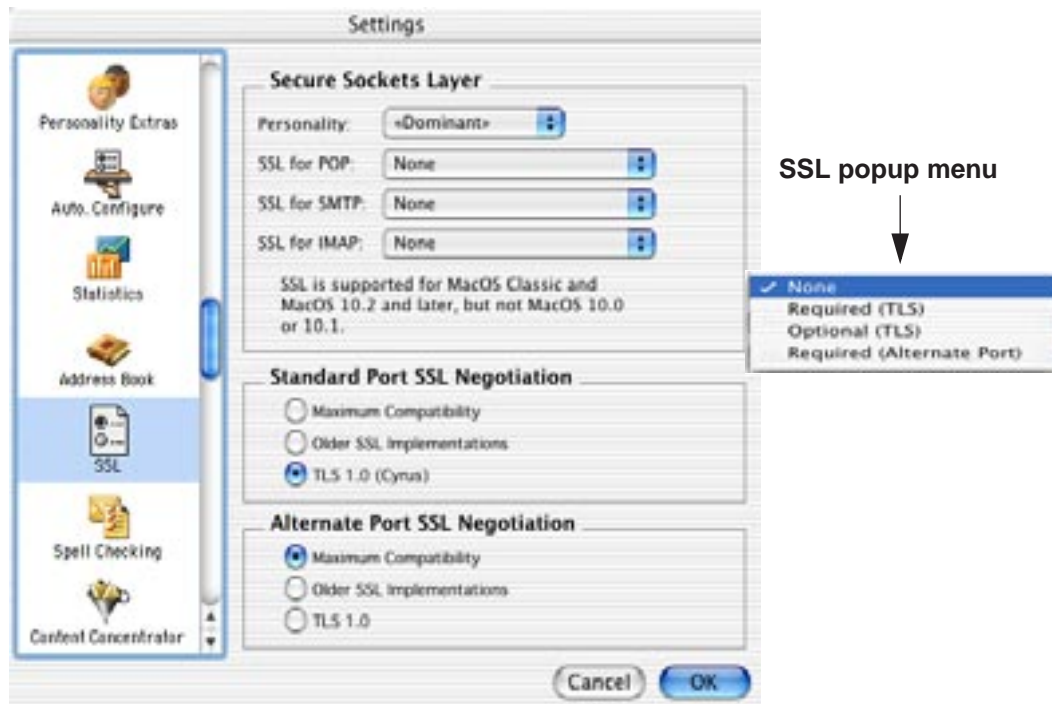 Settings
Personality Extras
Auto. Configure
Statistics
Address Book
SSL
Spell Checking
Content Concentrator
Secure Sockets Layer
Personality: «Dominant»
SSL for POP: None
SSL for SMTP: None
SSL for IMAP: None
SSL is supported for MacOS Classic and
MacOS 10.2 and later, but not MacOS 10.0
or 10.1.
Standard Port SSL Negotiation
Maximum Compatibility
Older SSL Implementations
TLS 1.0 (Cyrus)
Alternate Port SSL Negotiation
Maximum Compatibility
Older SSL Implementations
TLS 1.0
Cancel
OK
SSL popup menu
None
Required (TLS)
Optional (TLS)
Required (Alternate Port)